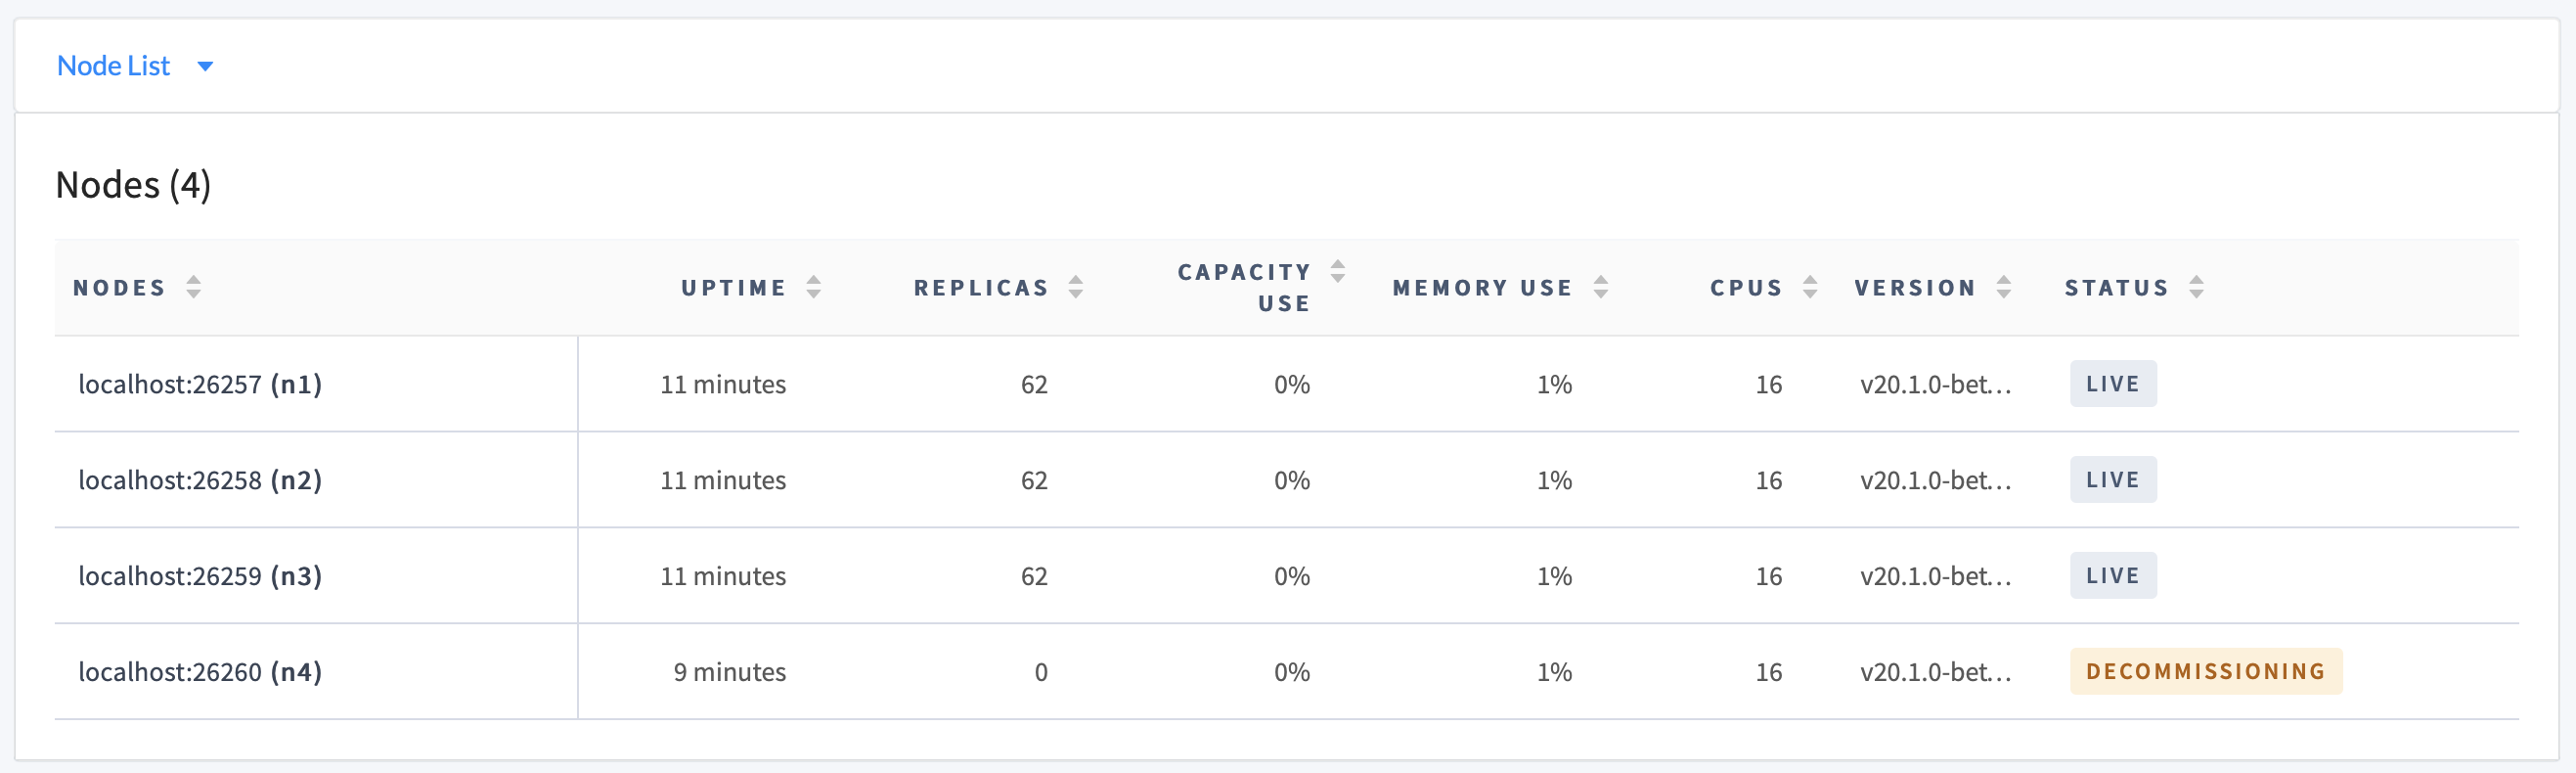 Node List
Nodes (4)
NODES UPTIME REPLICAS CAPACITY USE MEMORY USE CPUS VERSION STATUS
localhost:26257 (n1) 11 minutes 62 0% 1% 16 v20.1.0-bet... LIVE
localhost:26258 (n2) 11 minutes 62 0% 1% 16 v20.1.0-bet... LIVE
localhost:26259 (n3) 11 minutes 62 0% 1% 16 v20.1.0-bet... LIVE
localhost:26260 (n4) 9 minutes 0 0% 1% 16 v20.1.0-bet... DECOMMISSIONING